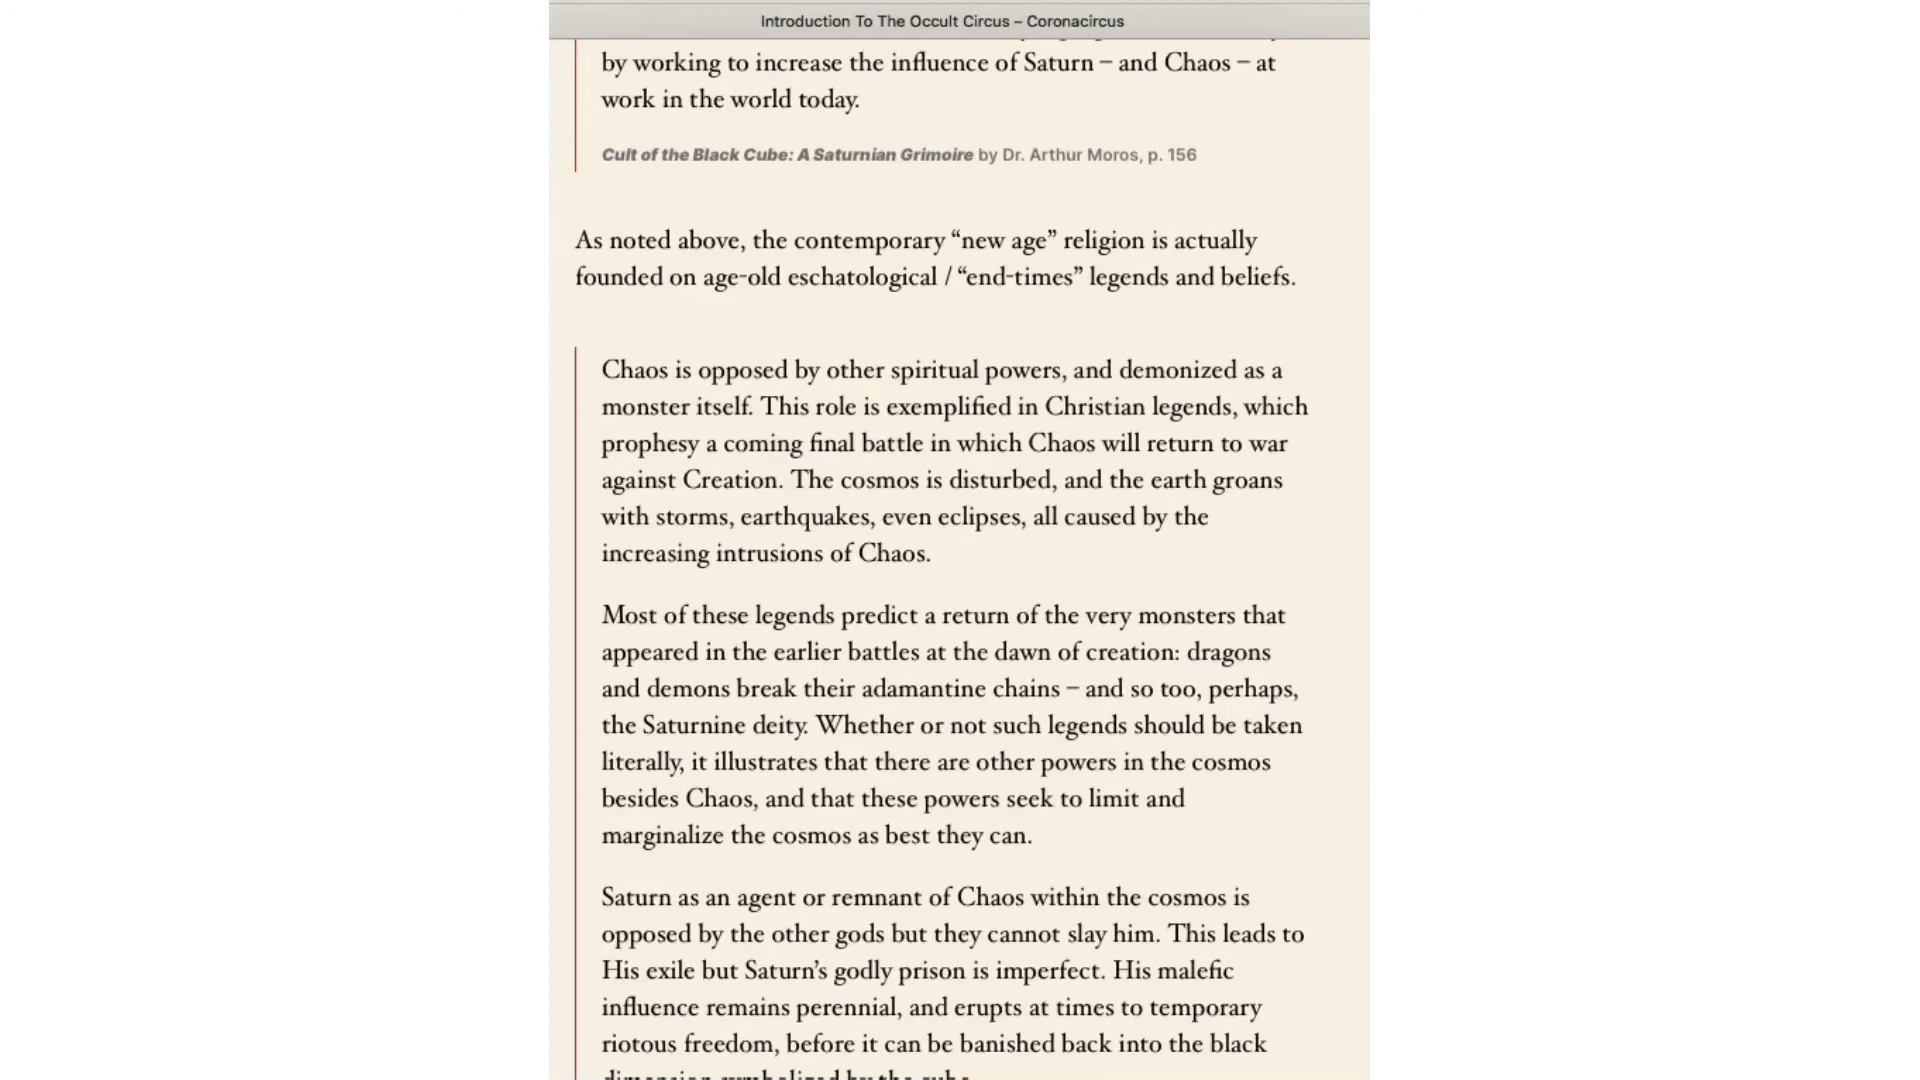 Introduction To The Occult Circus – Coronacircus
by working to increase the influence of Saturn – and Chaos – at
work in the world today.
Cult of the Black Cube: A Saturnian Grimoire by Dr. Arthur Moros, p. 156
As noted above, the contemporary “new age” religion is actually
founded on age-old eschatological / “end-times” legends and beliefs.
Chaos is opposed by other spiritual powers, and demonized as a
monster itself. This role is exemplified in Christian legends, which
prophesy a coming final battle in which Chaos will return to war
against Creation. The cosmos is disturbed, and the earth groans
with storms, earthquakes, even eclipses, all caused by the
increasing intrusions of Chaos.
Most of these legends predict a return of the very monsters that
appeared in the earlier battles at the dawn of creation: dragons
and demons break their adamantine chains – and so too, perhaps,
the Saturnine deity. Whether or not such legends should be taken
literally, it illustrates that there are other powers in the cosmos
besides Chaos, and that these powers seek to limit and
marginalize the cosmos as best they can.
Saturn as an agent or remnant of Chaos within the cosmos is
opposed by the other gods but they cannot slay him. This leads to
His exile but Saturn’s godly prison is imperfect. His malefic
influence remains perennial, and erupts at times to temporary
riotous freedom, before it can be banished back into the black
dimension symbolized by the cube.